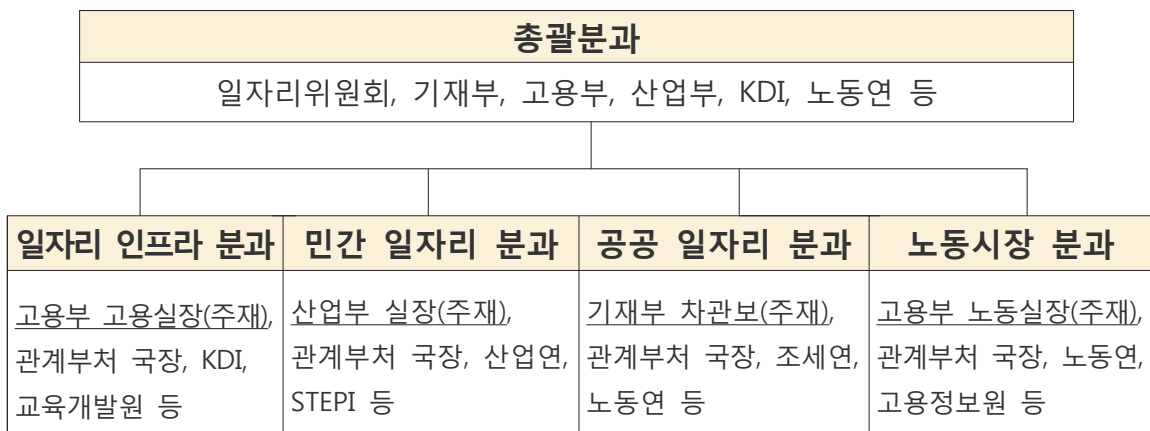 총괄분과
일자리위원회, 기재부, 고용부, 산업부, KDI, 노동연 등
일자리 인프라 분과
고용부 고용실장(주재),
관계부처 국장, KDI,
교육개발원 등
민간 일자리 분과
산업부 실장(주재),
관계부처 국장, 산업연,
STEPI 등
공공 일자리 분과
기재부 차관보(주재),
관계부처 국장, 조세연,
노동연 등
노동시장 분과
고용부 노동실장(주재),
관계부처 국장, 노동연,
고용정보원 등